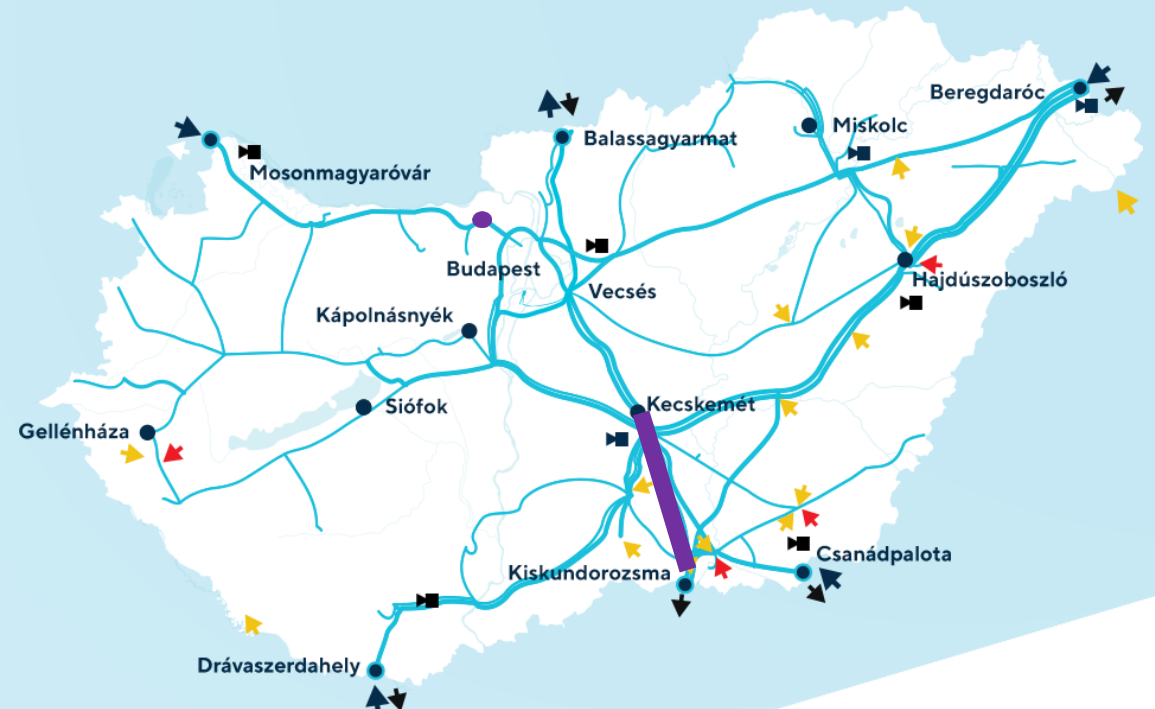 Beregdaróc
Miskolc
Balassagyarmat
Mosonmagyaróvár
Budapest
Hajdúszoboszló
Vecsés
Kápolnásnyék
Kecskemét
Siófok
Gellénháza
Csanádpalota
Kiskundorozsma
Drávaszerdahely